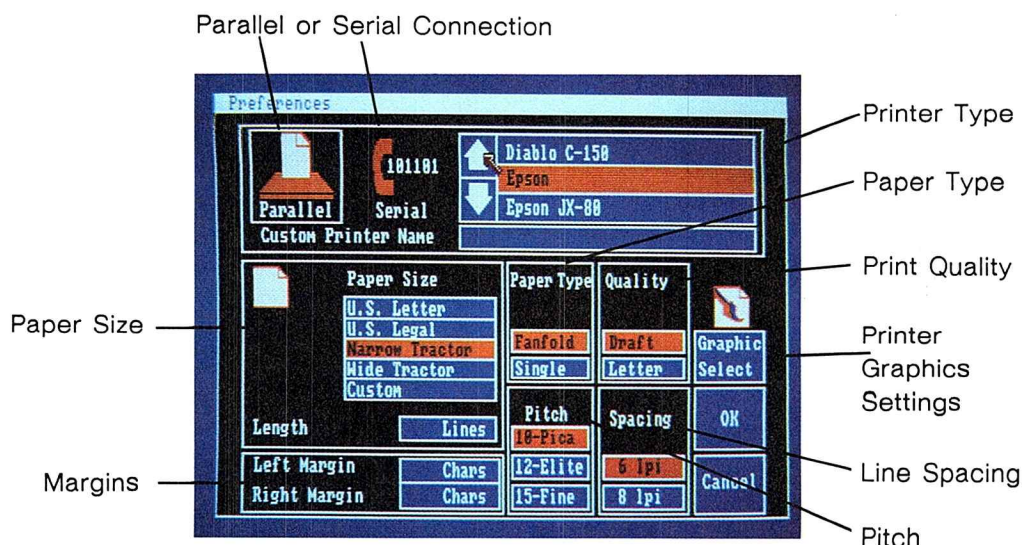 Parallel or Serial Connection
Preferences
Printer Type
Parallel
101101
Serial
Diablo C-150
Epson
Epson JX-80
Custom Printer Name
Paper Type
Print Quality
Paper Size
Paper Size
U.S. Letter
U.S. Legal
Narrow Tractor
Wide Tractor
Custom
Length
Lines
Paper Type
Fanfold
Single
Quality
Draft
Letter
Graphic
Select
Printer
Graphics
Settings
Margins
Left Margin
Chars
Right Margin
Chars
Pitch
10-Pica
12-Elite
15-Fine
Spacing
6 lpi
8 lpi
OK
Cancel
Line Spacing
Pitch